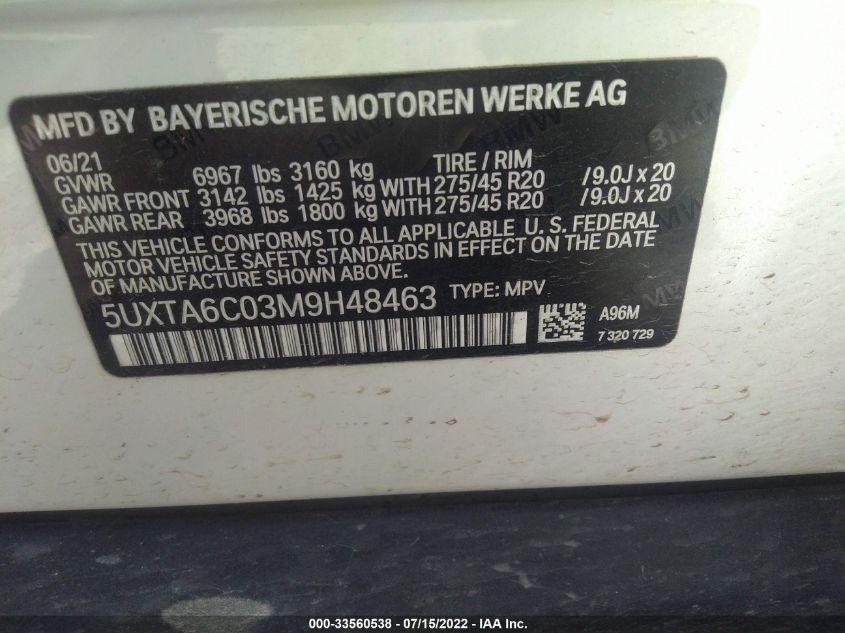 MFD BY BAYERISCHE MOTOREN WERKE AG
06/21 TIRE / RIM
GVWR 6967 lbs 3160 kg
GAWR FRONT 3142 lbs 1425 kg WITH 275/45 R20 /9.0J x 20
GAWR REAR 3968 lbs 1800 kg WITH 275/45 R20 /9.0J x 20
THIS VEHICLE CONFORMS TO ALL APPLICABLE U. S. FEDERAL
MOTOR VEHICLE SAFETY STANDARDS IN EFFECT ON THE DATE
OF MANUFACTURE SHOWN ABOVE.
5UXTA6C03M9H48463 TYPE: MPV
A96M
7 320 729
000-33560538 - 07/15/2022 - IAA Inc.